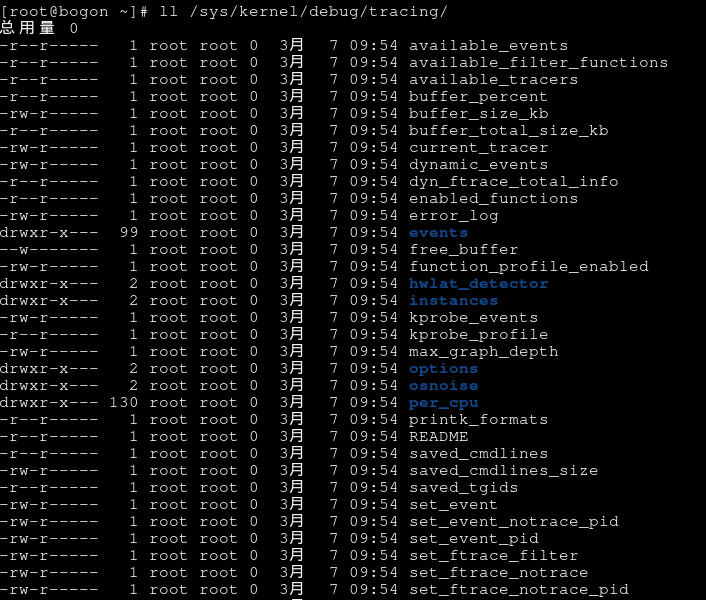 [root@bogon ~]# ll /sys/kernel/debug/tracing/
总用量 0
-r--r----- 1 root root 0 3月 7 09:54 available_events
-r--r----- 1 root root 0 3月 7 09:54 available_filter_functions
-r--r----- 1 root root 0 3月 7 09:54 available_tracers
-r--r----- 1 root root 0 3月 7 09:54 buffer_percent
-rw-r----- 1 root root 0 3月 7 09:54 buffer_size_kb
-r--r----- 1 root root 0 3月 7 09:54 buffer_total_size_kb
-rw-r----- 1 root root 0 3月 7 09:54 current_tracer
-rw-r----- 1 root root 0 3月 7 09:54 dynamic_events
-r--r----- 1 root root 0 3月 7 09:54 dyn_ftrace_total_info
-r--r----- 1 root root 0 3月 7 09:54 enabled_functions
-rw-r----- 1 root root 0 3月 7 09:54 error_log
drwxr-x--- 99 root root 0 3月 7 09:54 events
--w------- 1 root root 0 3月 7 09:54 free_buffer
-rw-r----- 1 root root 0 3月 7 09:54 function_profile_enabled
drwxr-x--- 2 root root 0 3月 7 09:54 hwlat_detector
drwxr-x--- 2 root root 0 3月 7 09:54 instances
-rw-r----- 1 root root 0 3月 7 09:54 kprobe_events
-r--r----- 1 root root 0 3月 7 09:54 kprobe_profile
-rw-r----- 1 root root 0 3月 7 09:54 max_graph_depth
drwxr-x--- 2 root root 0 3月 7 09:54 options
drwxr-x--- 2 root root 0 3月 7 09:54 osnoise
drwxr-x--- 130 root root 0 3月 7 09:54 per_cpu
-r--r----- 1 root root 0 3月 7 09:54 printk_formats
-r--r----- 1 root root 0 3月 7 09:54 README
-r--r----- 1 root root 0 3月 7 09:54 saved_cmdlines
-rw-r----- 1 root root 0 3月 7 09:54 saved_cmdlines_size
-r--r----- 1 root root 0 3月 7 09:54 saved_tgids
-rw-r----- 1 root root 0 3月 7 09:54 set_event
-rw-r----- 1 root root 0 3月 7 09:54 set_event_notrace_pid
-rw-r----- 1 root root 0 3月 7 09:54 set_event_pid
-rw-r----- 1 root root 0 3月 7 09:54 set_ftrace_filter
-rw-r----- 1 root root 0 3月 7 09:54 set_ftrace_notrace
-rw-r----- 1 root root 0 3月 7 09:54 set_ftrace_notrace_pid